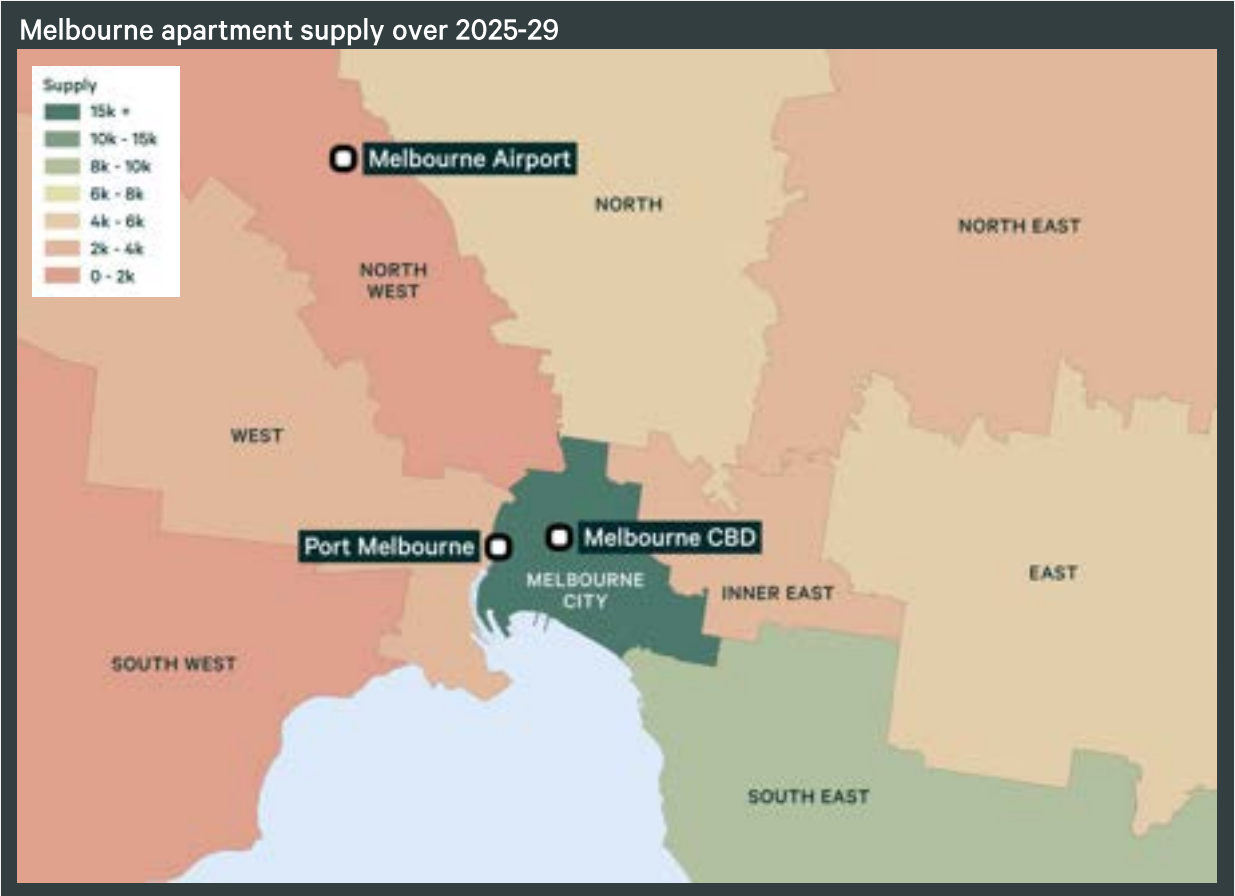 Melbourne apartment supply over 2025-29
Supply
15k +
10k - 15k
8k - 10k
6k - 8k
4k - 6k
2k - 4k
0 - 2k
Melbourne Airport
NORTH
NORTH EAST
NORTH
WEST
WEST
Port Melbourne
Melbourne CBD
MELBOURNE
CITY
INNER EAST
EAST
SOUTH WEST
SOUTH EAST